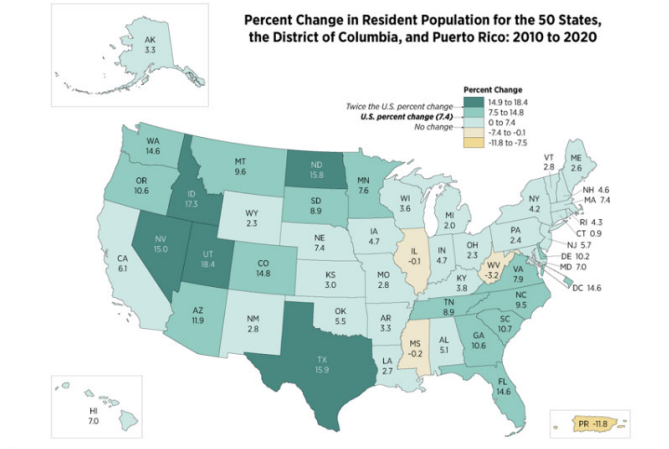 Percent Change in Resident Population for the 50 States,
the District of Columbia, and Puerto Rico: 2010 to 2020
AK
3.3
Percent Change
Twice the U.S. percent change
14.9 to 18.4
7.5 to 14.8
U.S. percent change (7.4)
0 to 7.4
No change
-7.4 to -0.1
-11.8 to -7.5
WA
14.6
OR
10.6
ID
17.3
MT
9.6
ND
15.8
MN
7.6
SD
8.9
WY
2.3
WI
3.6
MI
2.0
VT
2.8
ME
2.6
NH 4.6
MA 7.4
NY
4.2
RI 4.3
CT 0.9
NJ 5.7
DE 10.2
MD 7.0
DC 14.6
PA
2.4
NV
15.0
UT
18.4
CA
6.1
CO
14.8
NE
7.4
IA
4.7
IL
-0.1
IN
4.7
OH
2.3
WV
-3.2
VA
7.9
KS
3.0
MO
2.8
KY
3.8
NC
9.5
TN
8.9
SC
10.7
AZ
11.9
NM
2.8
OK
5.5
AR
3.3
MS
-0.2
AL
5.1
GA
10.6
TX
15.9
LA
2.7
FL
14.6
HI
7.0
PR -11.8